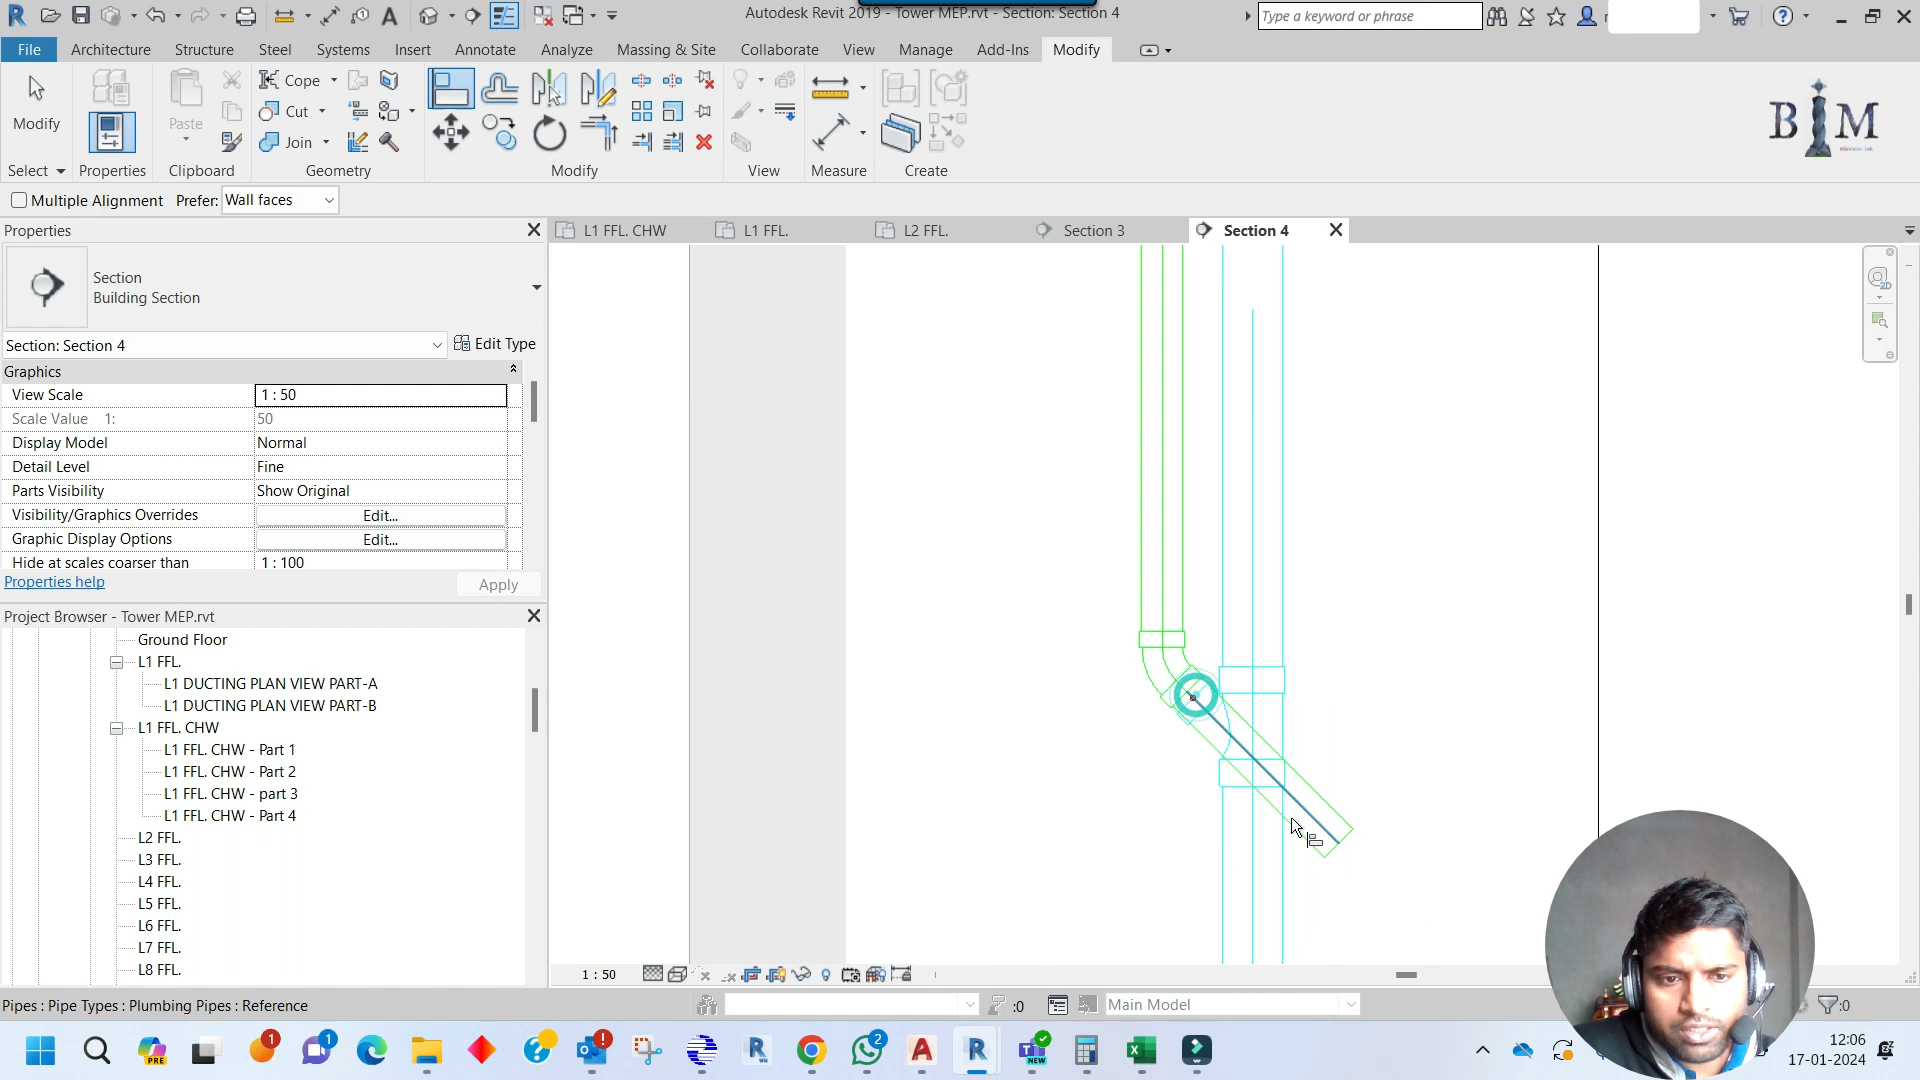 Autodesk Revit 2019 - Tower MEP.rvt - Section: Section 4
Type a keyword or phrase
File Architecture Structure Steel Systems Insert Annotate Analyze Massing & Site Collaborate View Manage Add-Ins Modify
Modify
Paste
Cope
Cut
Join
Select Properties Clipboard Geometry Modify View Measure Create
BIM
Multiple Alignment Prefer: Wall faces
Properties
L1 FFL. CHW
L1 FFL.
L2 FFL.
Section 3
Section 4
Section
Building Section
Section: Section 4
Edit Type
Graphics
View Scale 1 : 50
Scale Value 1: 50
Display Model Normal
Detail Level Fine
Parts Visibility Show Original
Visibility/Graphics Overrides Edit...
Graphic Display Options Edit...
Hide at scales coarser than 1 : 100
Properties help
Apply
Project Browser - Tower MEP.rvt
Ground Floor
L1 FFL.
L1 DUCTING PLAN VIEW PART-A
L1 DUCTING PLAN VIEW PART-B
L1 FFL. CHW
L1 FFL. CHW - Part 1
L1 FFL. CHW - Part 2
L1 FFL. CHW - part 3
L1 FFL. CHW - Part 4
L2 FFL.
L3 FFL.
L4 FFL.
L5 FFL.
L6 FFL.
L7 FFL.
L8 FFL.
1 : 50
Pipes : Pipe Types : Plumbing Pipes : Reference
:0
Main Model
:0
12:06
17-01-2024